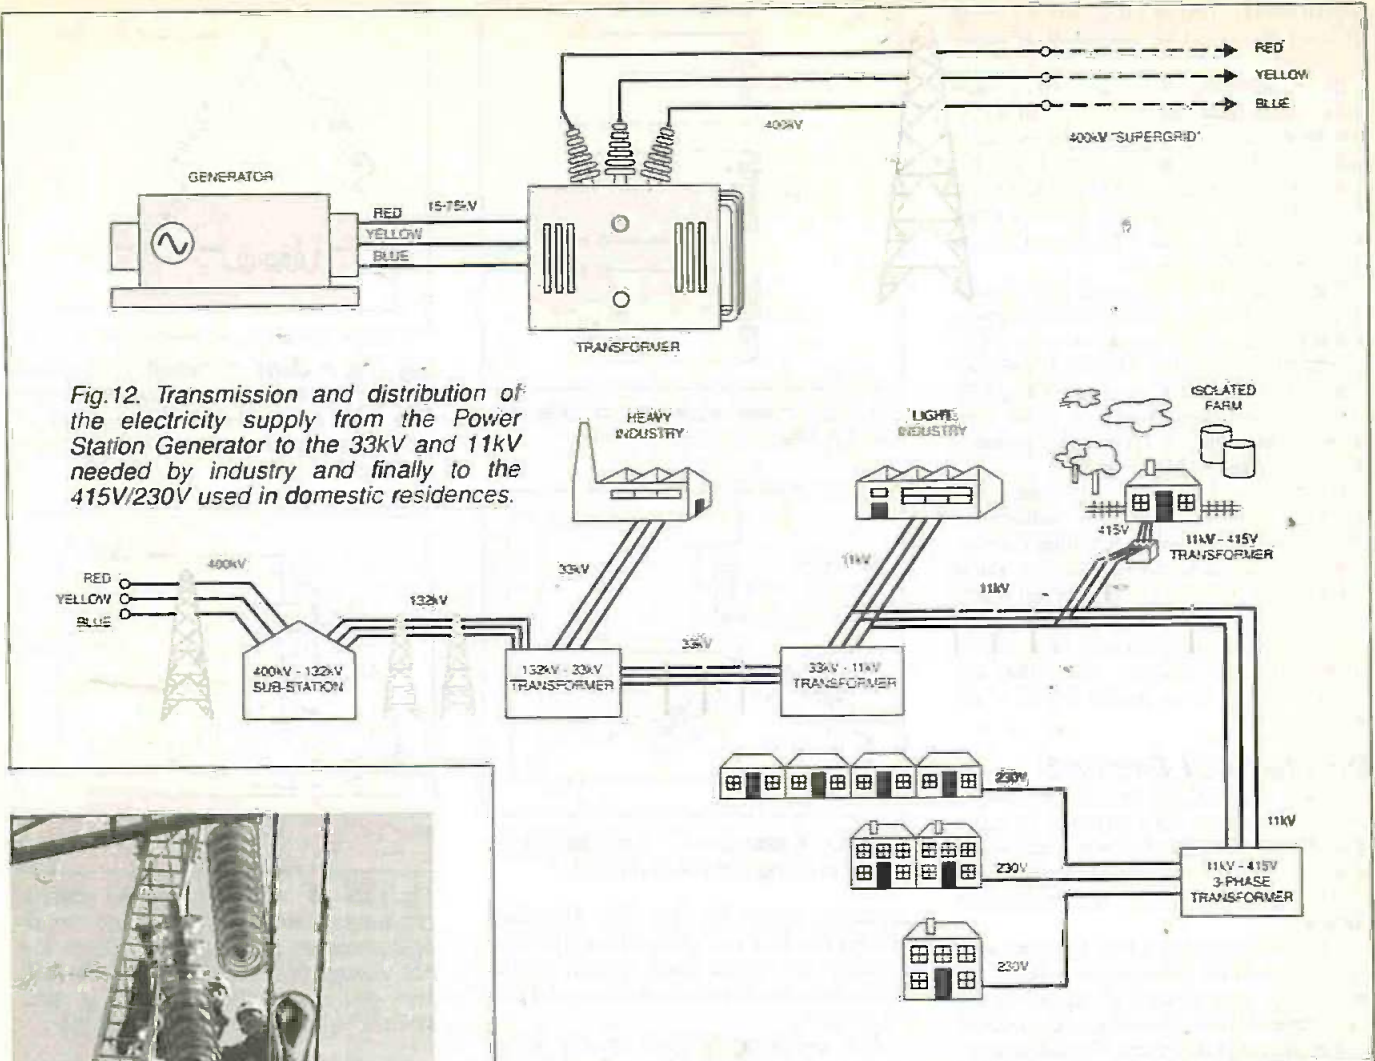 RED
YELLOW
BLUE
400kV
400kV "SUPERGRID"
GENERATOR
RED
15-75kV
YELLOW
BLUE
TRANSFORMER
Fig.12. Transmission and distribution of
the electricity supply from the Power
Station Generator to the 33kV and 11kV
needed by industry and finally to the
415V/230V used in domestic residences.
HEAVY
INDUSTRY
LIGHT
INDUSTRY
ISOLATED
FARM
415V
11kV - 415V
TRANSFORMER
RED
YELLOW
BLUE
400kV
132kV
33kV
11kV
11kV
400kV - 132kV
SUB-STATION
132kV - 33kV
TRANSFORMER
33kV
33kV - 11kV
TRANSFORMER
230V
11kV
230V
11kV - 415V
3-PHASE
TRANSFORMER
230V